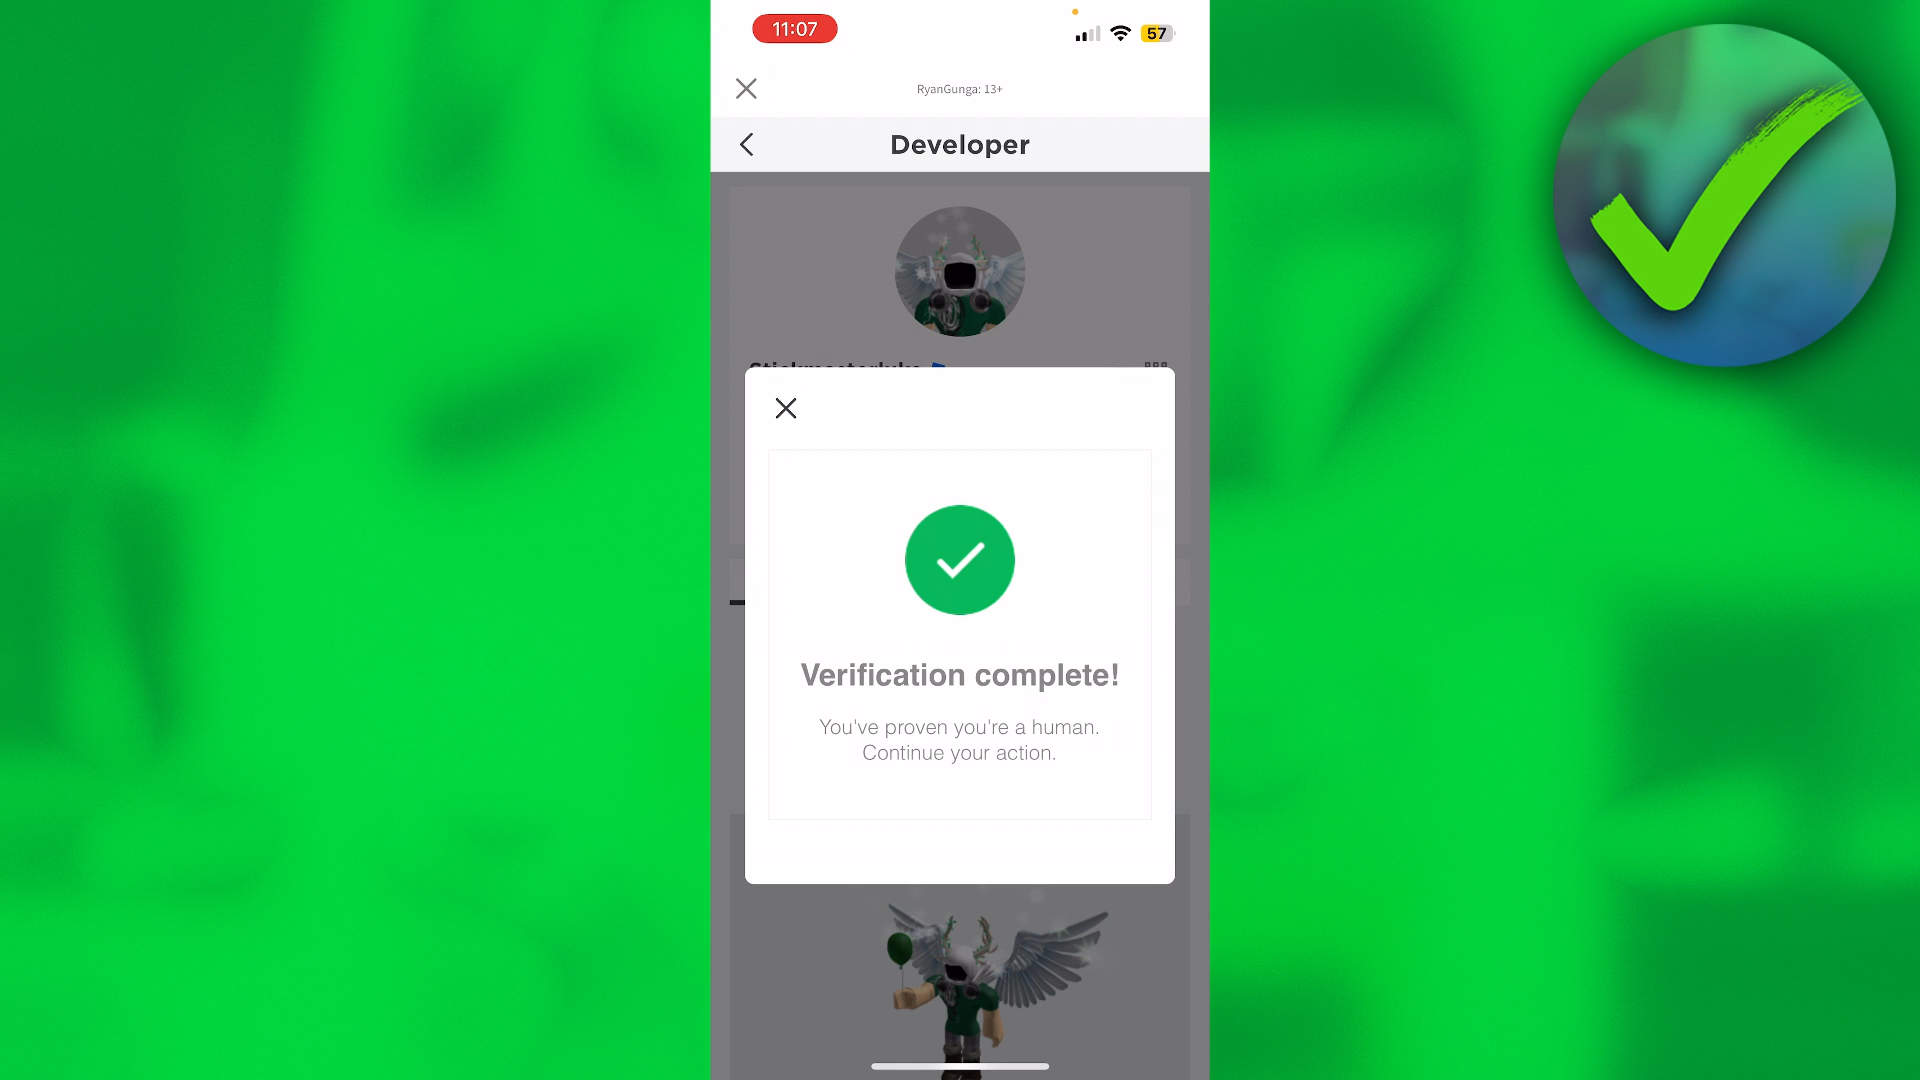 11:07
57
RyanGunga: 13+
Developer
Verification complete!
You've proven you're a human.
Continue your action.